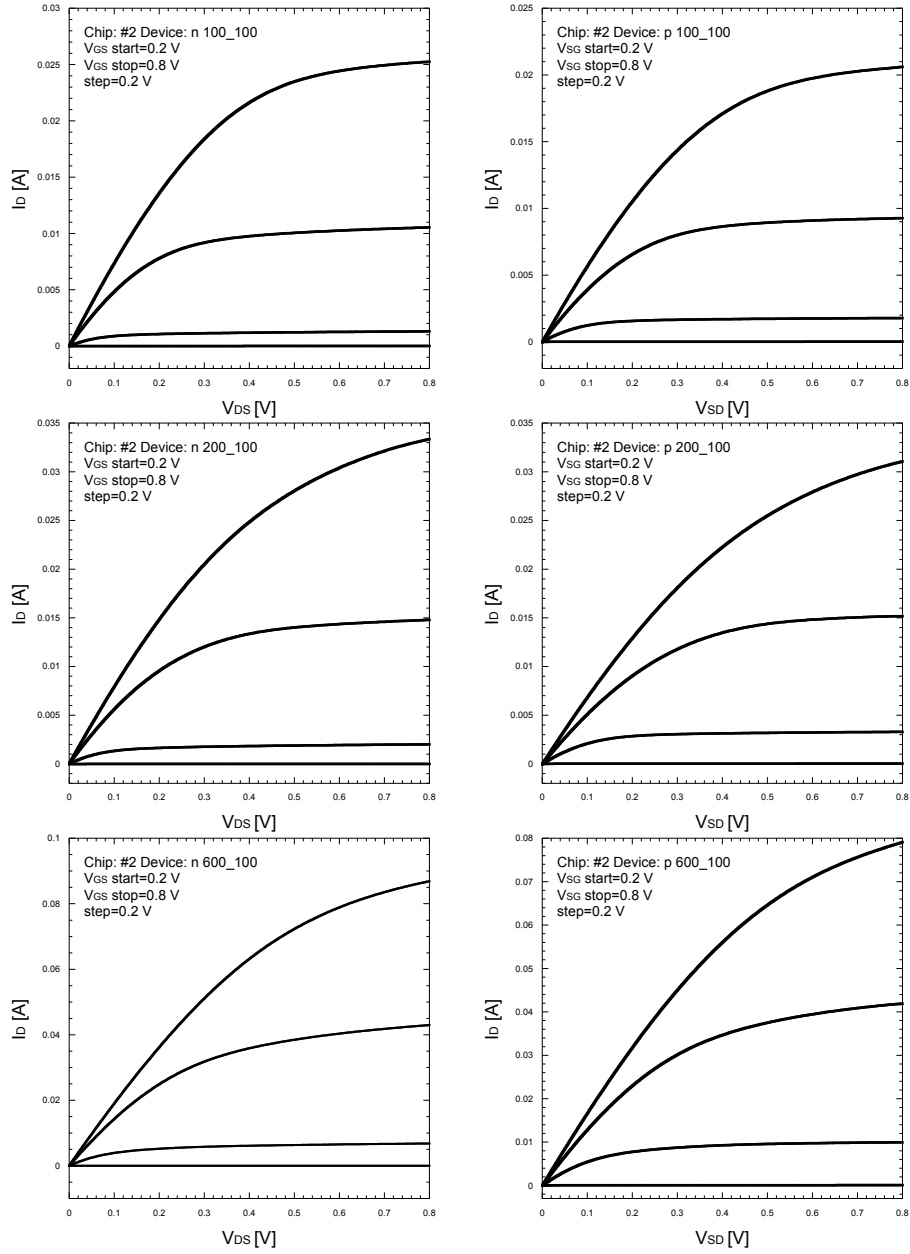 Chip: #2 Device: n 100_100
VGS start=0.2 V
VGS stop=0.8 V
step=0.2 V
0.03
0.025
0.02
0.015
0.01
0.005
0
ID [A]
0 0.1 0.2 0.3 0.4 0.5 0.6 0.7 0.8
VDS [V]
Chip: #2 Device: p 100_100
VSG start=0.2 V
VSG stop=0.8 V
step=0.2 V
0.025
0.02
0.015
0.01
0.005
0
ID [A]
0 0.1 0.2 0.3 0.4 0.5 0.6 0.7 0.8
VSD [V]
Chip: #2 Device: n 200_100
VGS start=0.2 V
VGS stop=0.8 V
step=0.2 V
0.035
0.03
0.025
0.02
0.015
0.01
0.005
0
ID [A]
0 0.1 0.2 0.3 0.4 0.5 0.6 0.7 0.8
VDS [V]
Chip: #2 Device: p 200_100
VSG start=0.2 V
VSG stop=0.8 V
step=0.2 V
0.035
0.03
0.025
0.02
0.015
0.01
0.005
0
ID [A]
0 0.1 0.2 0.3 0.4 0.5 0.6 0.7 0.8
VSD [V]
Chip: #2 Device: n 600_100
VGS start=0.2 V
VGS stop=0.8 V
step=0.2 V
0.1
0.08
0.06
0.04
0.02
0
ID [A]
0 0.1 0.2 0.3 0.4 0.5 0.6 0.7 0.8
VDS [V]
Chip: #2 Device: p 600_100
VSG start=0.2 V
VSG stop=0.8 V
step=0.2 V
0.08
0.07
0.06
0.05
0.04
0.03
0.02
0.01
0
ID [A]
0 0.1 0.2 0.3 0.4 0.5 0.6 0.7 0.8
VSD [V]